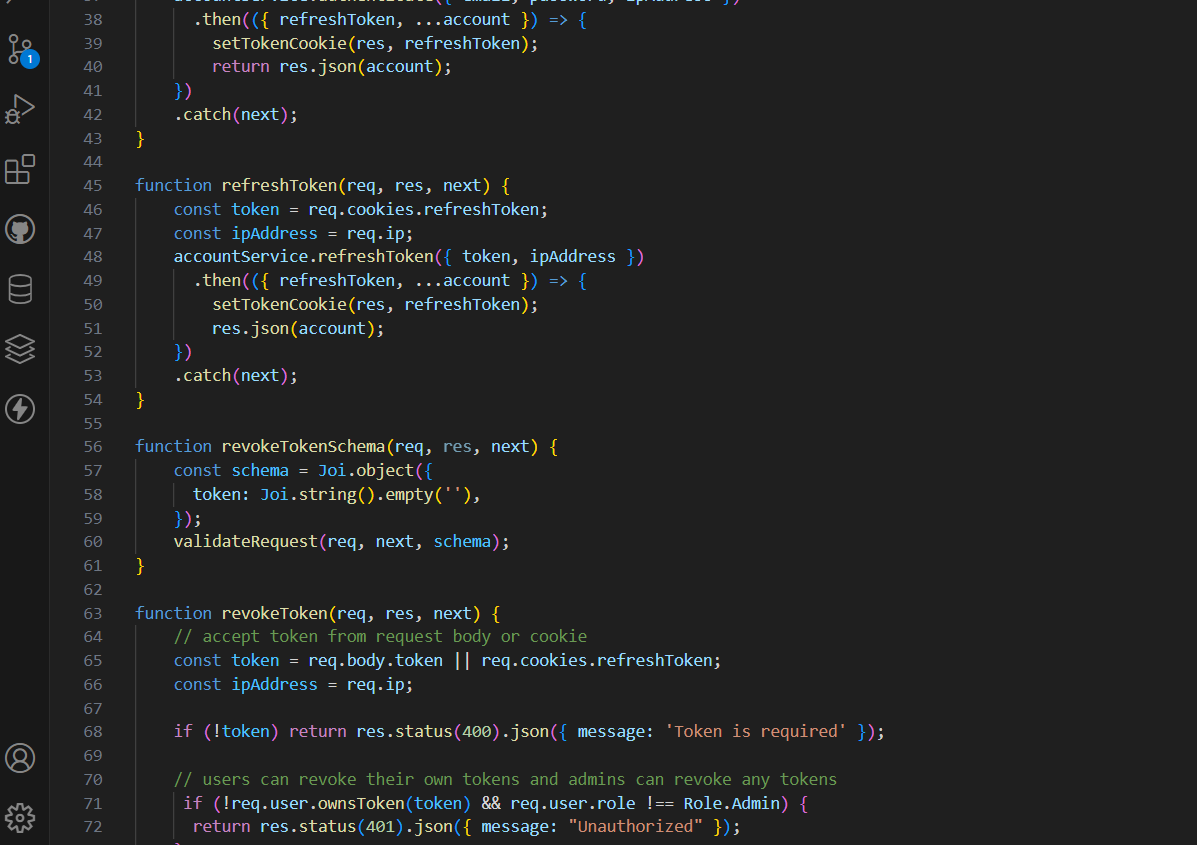 1
38 .then(({ refreshToken, ...account }) => {
39 setTokenCookie(res, refreshToken);
40 return res.json(account);
41 })
42 .catch(next);
43 }
44
45 function refreshToken(req, res, next) {
46 const token = req.cookies.refreshToken;
47 const ipAddress = req.ip;
48 accountService.refreshToken({ token, ipAddress })
49 .then(({ refreshToken, ...account }) => {
50 setTokenCookie(res, refreshToken);
51 res.json(account);
52 })
53 .catch(next);
54 }
55
56 function revokeTokenSchema(req, res, next) {
57 const schema = Joi.object({
58 token: Joi.string().empty(''),
59 });
60 validateRequest(req, next, schema);
61 }
62
63 function revokeToken(req, res, next) {
64 // accept token from request body or cookie
65 const token = req.body.token || req.cookies.refreshToken;
66 const ipAddress = req.ip;
67
68 if (!token) return res.status(400).json({ message: 'Token is required' });
69
70 // users can revoke their own tokens and admins can revoke any tokens
71 if (!req.user.ownsToken(token) && req.user.role !== Role.Admin) {
72 return res.status(401).json({ message: "Unauthorized" });